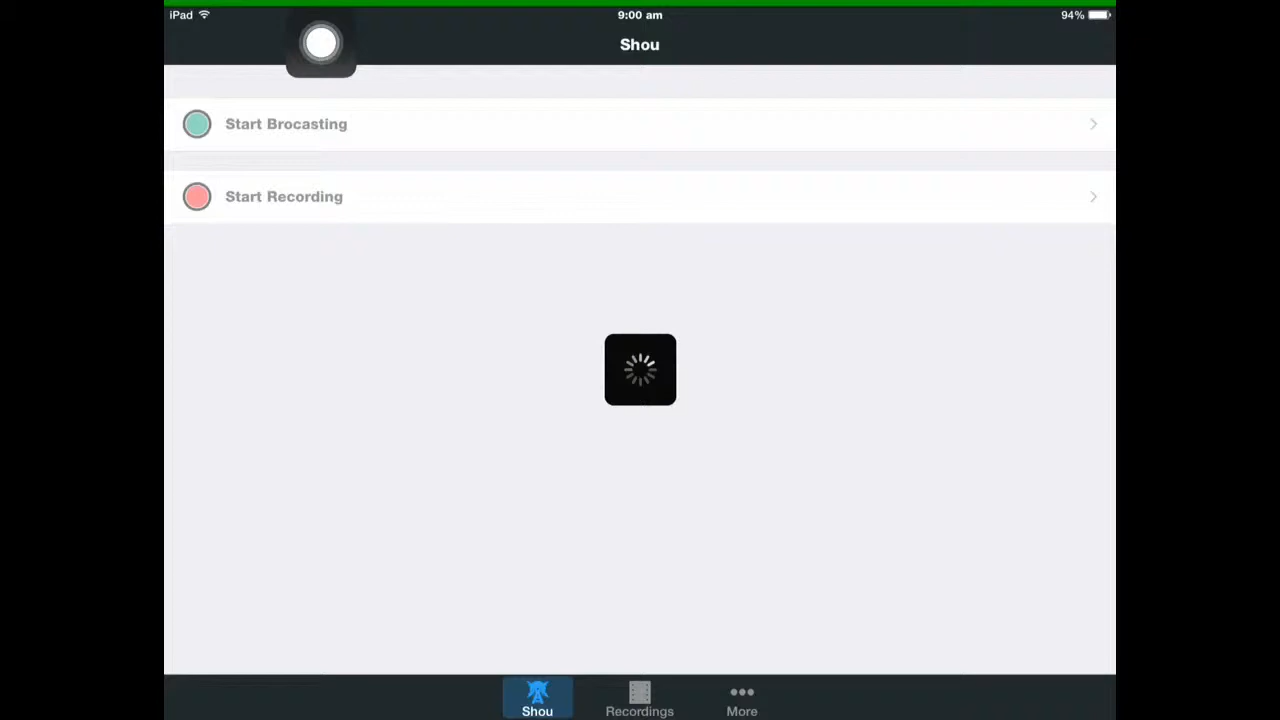 iPad 9:00 am 94%
Shou
Start Brocasting
Start Recording
Shou Recordings More